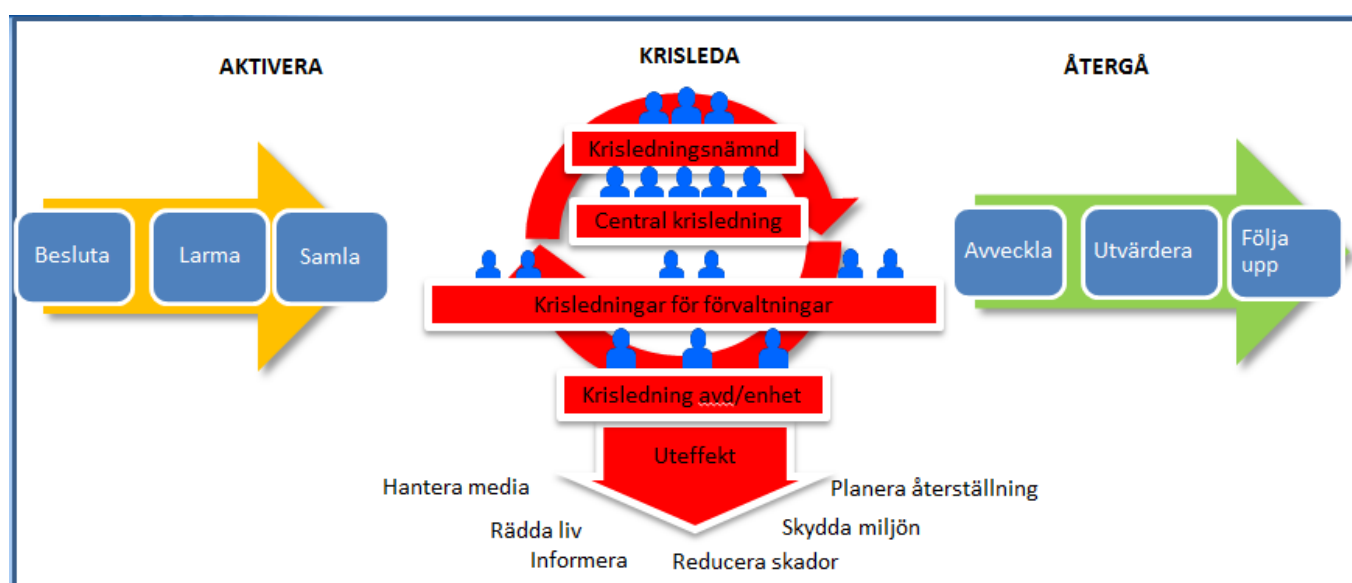 AKTIVERA
KRISLEDA
ÅTERGÅ
Besluta
Larma
Samla
Krisledningsnämnd
Central krisledning
Krisledningar för förvaltningar
Krisledning avd/enhet
Uteffekt
Hantera media
Rädda liv
Informera
Reducera skador
Skydda miljön
Planera återställning
Avveckla
Utvärdera
Följa
upp